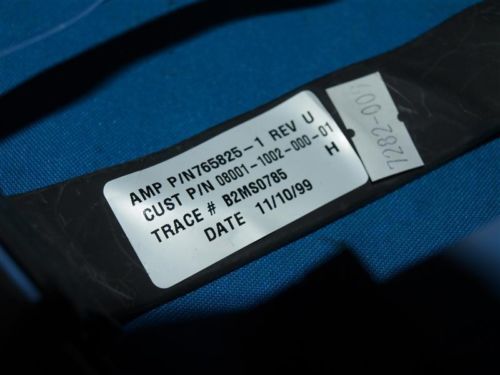 AMP P/N765825-1 REV U
CUST P/N 08001-1002-000-01
TRACE # B2MS0785 H
DATE 11/10/99
7282-00